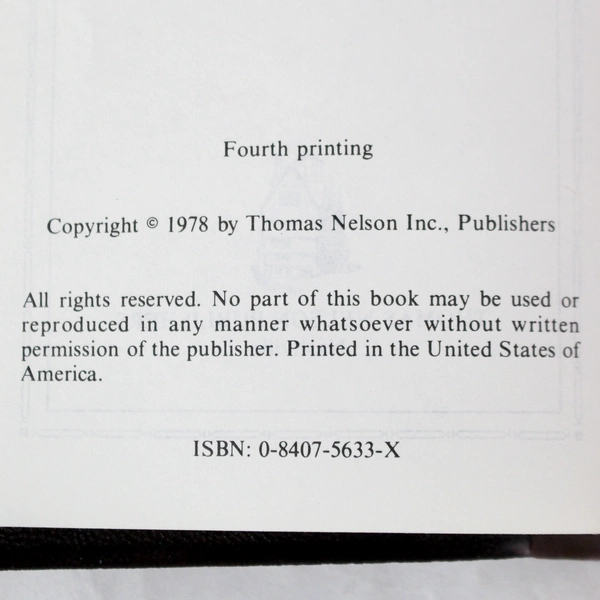 Fourth printing
Copyright © 1978 by Thomas Nelson Inc., Publishers
All rights reserved. No part of this book may be used or
reproduced in any manner whatsoever without written
permission of the publisher. Printed in the United States of
America.
ISBN: 0-8407-5633-X